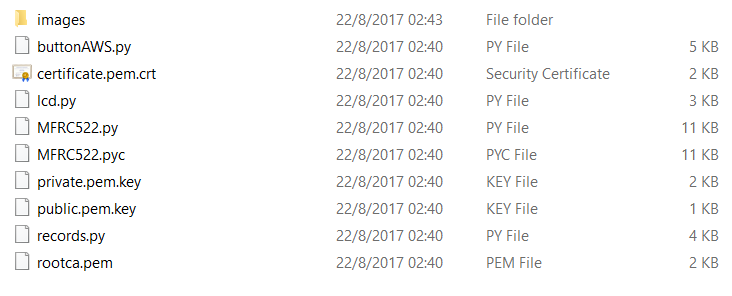 images 22/8/2017 02:43 File folder
buttonAWS.py 22/8/2017 02:40 PY File 5 KB
certificate.pem.crt 22/8/2017 02:40 Security Certificate 2 KB
lcd.py 22/8/2017 02:40 PY File 3 KB
MFRC522.py 22/8/2017 02:40 PY File 11 KB
MFRC522.pyc 22/8/2017 02:40 PYC File 11 KB
private.pem.key 22/8/2017 02:40 KEY File 2 KB
public.pem.key 22/8/2017 02:40 KEY File 1 KB
records.py 22/8/2017 02:40 PY File 4 KB
rootca.pem 22/8/2017 02:40 PEM File 2 KB